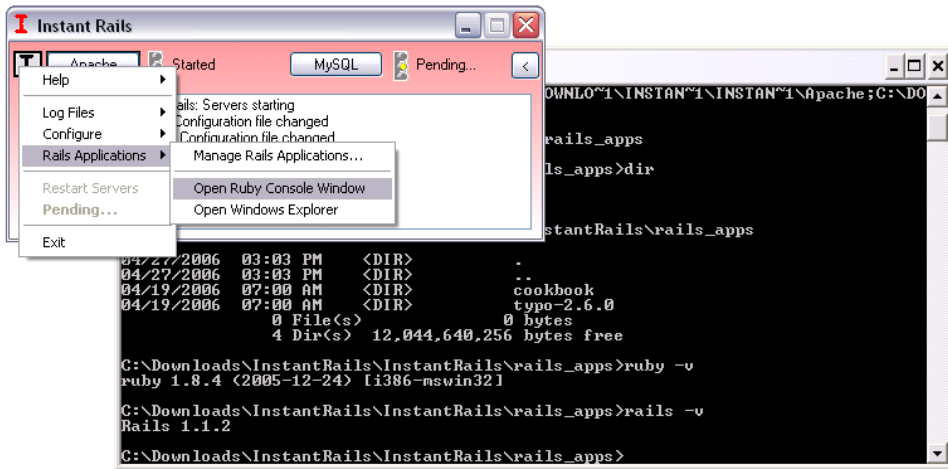 I Instant Rails
I Apache Started MySQL Pending... <
Help
Log Files
Configure
Rails Applications
Restart Servers
Pending...
Exit
ails: Servers starting
Configuration file changed
Configuration file changed
Manage Rails Applications...
Open Ruby Console Window
Open Windows Explorer
OWNLO~1\INSTAN~1\INSTAN~1\Apache;C:\DO
rails_apps
ls_apps>dir
stantRails\rails_apps
04/27/2006 03:03 PM <DIR> .
04/27/2006 03:03 PM <DIR> ..
04/19/2006 07:00 AM <DIR> cookbook
04/19/2006 07:00 AM <DIR> typo-2.6.0
0 File(s) 0 bytes
4 Dir(s) 12,044,640,256 bytes free
C:\Downloads\InstantRails\InstantRails\rails_apps>ruby -v
ruby 1.8.4 (2005-12-24) [i386-mswin32]
C:\Downloads\InstantRails\InstantRails\rails_apps>rails -v
Rails 1.1.2
C:\Downloads\InstantRails\InstantRails\rails_apps>